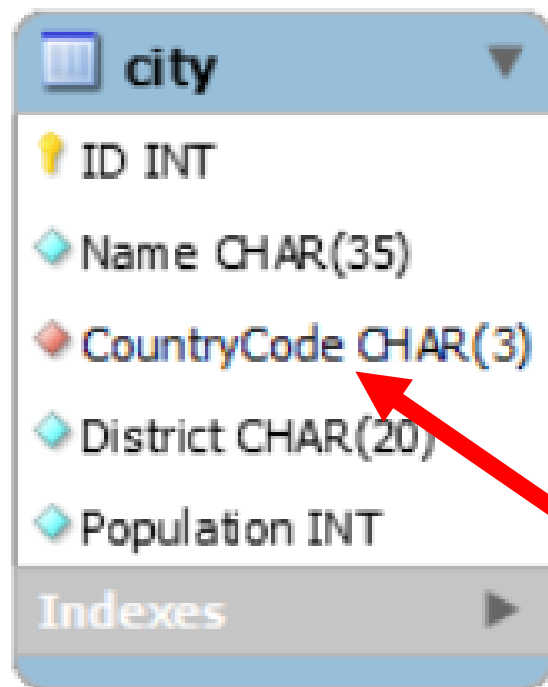 city
ID INT
Name CHAR(35)
CountryCode CHAR(3)
District CHAR(20)
Population INT
Indexes